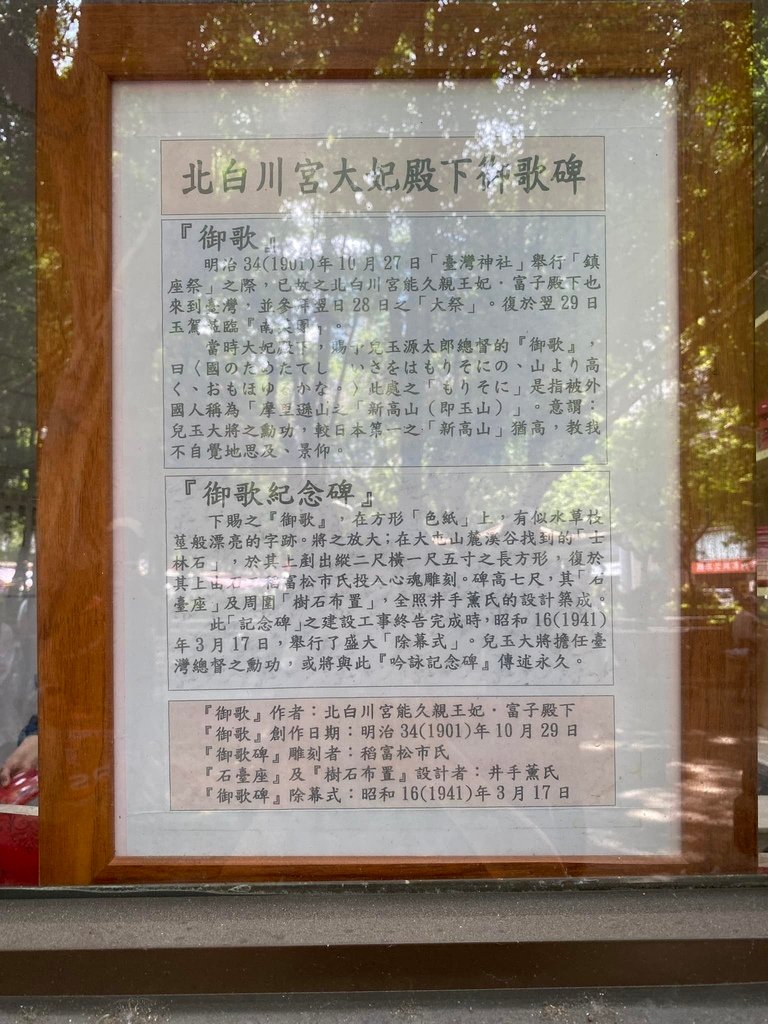 北白川宮大妃殿下御歌碑
『御歌』
明治34(1901)年10月27日「臺灣神社」舉行「鎮
座祭」之際，已故之北白川宮能久親王妃·富子殿下也
來到臺灣，並參拜翌日28日之「大祭」。復於翌29日
玉駕蒞臨『南菜園』。
當時大妃殿下，賜予兒玉源太郎總督的『御歌』，
曰〈國のためたてし いさをはもりそにの、山より高
く、おもほゆ かな。〉此處之「もりそに」是指被外
國人稱為「摩里遜山之「新高山（即玉山）」。意謂：
兒玉大將之勳功，較日本第一之「新高山」猶高，教我
不自覺地思及、景仰。
『御歌紀念碑』
下賜之『御歌』，在方形「色紙」上，有似水草枝
莖般漂亮的字跡。將之放大；在大屯山麓溪谷找到的「士
林石」，於其上劃出縱二尺橫一尺五寸之長方形，復於
其上由 稻富松市氏投入心魂雕刻。碑高七尺，其「石
臺座」及周圍「樹石布置」，全照井手薰氏的設計築成。
此「記念碑」之建設工事終告完成時，昭和16(1941)
年3月17日，舉行了盛大「除幕式」。兒玉大將擔任臺
灣總督之勳功，或將與此『吟詠記念碑』傳述永久。
『御歌』作者：北白川宮能久親王妃·富子殿下
『御歌』創作日期：明治34(1901)年10月29日
『御歌碑』雕刻者：稻富松市氏
『石臺座』及『樹石布置』設計者：井手薰氏
『御歌碑』除幕式：昭和16(1941)年3月17日